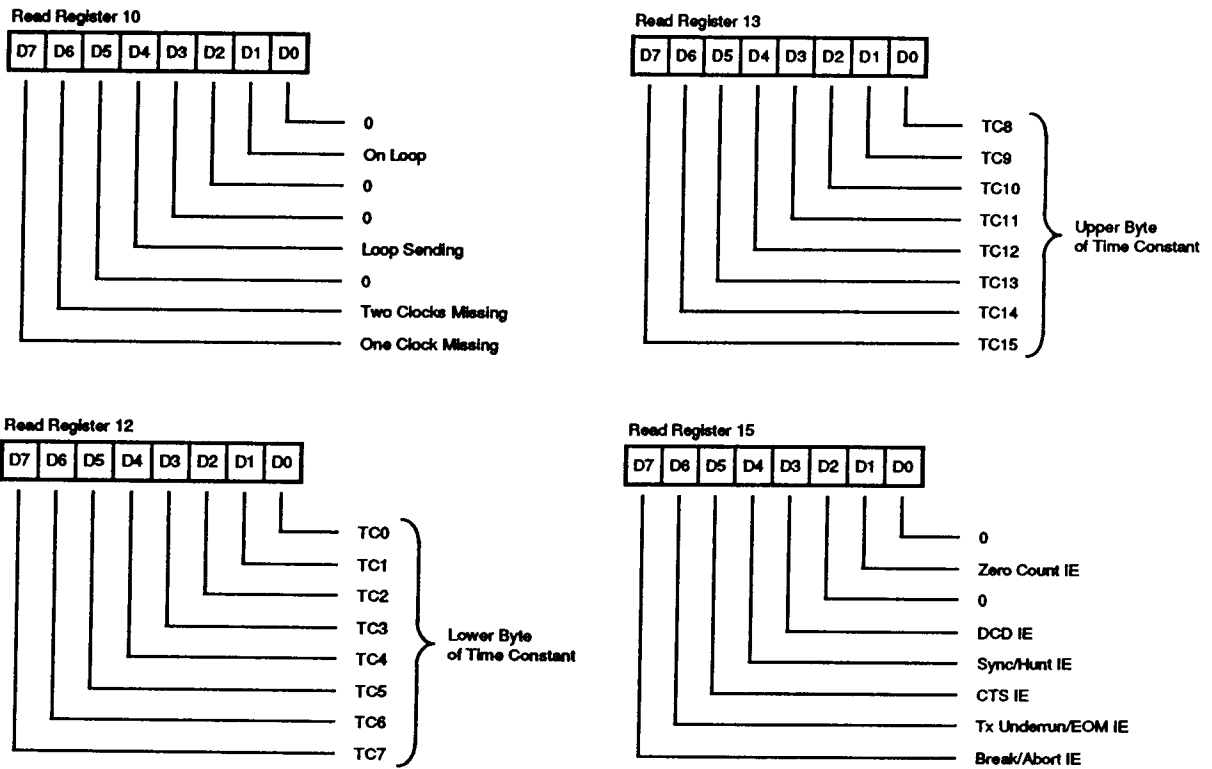 Read Register 10
D7 D6 D5 D4 D3 D2 D1 D0
0
On Loop
0
0
Loop Sending
0
Two Clocks Missing
One Clock Missing
Read Register 13
D7 D6 D5 D4 D3 D2 D1 D0
TC8
TC9
TC10
TC11
TC12
TC13
TC14
TC15
Upper Byte
of Time Constant
Read Register 12
D7 D6 D5 D4 D3 D2 D1 D0
TC0
TC1
TC2
TC3
TC4
TC5
TC6
TC7
Lower Byte
of Time Constant
Read Register 15
D7 D6 D5 D4 D3 D2 D1 D0
0
Zero Count IE
0
DCD IE
Sync/Hunt IE
CTS IE
Tx Underrun/EOM IE
Break/Abort IE